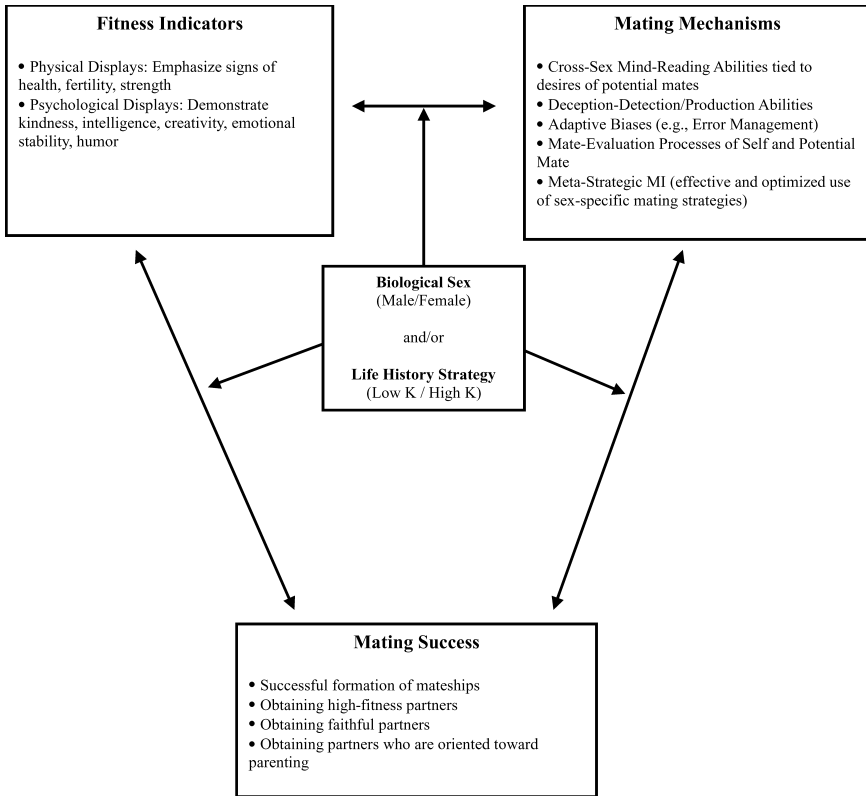 Fitness Indicators
• Physical Displays: Emphasize signs of
health, fertility, strength
• Psychological Displays: Demonstrate
kindness, intelligence, creativity, emotional
stability, humor
Mating Mechanisms
• Cross-Sex Mind-Reading Abilities tied to
desires of potential mates
• Deception-Detection/Production Abilities
• Adaptive Biases (e.g., Error Management)
• Mate-Evaluation Processes of Self and Potential
Mate
• Meta-Strategic MI (effective and optimized use
of sex-specific mating strategies)
Biological Sex
(Male/Female)
and/or
Life History Strategy
(Low K / High K)
Mating Success
• Successful formation of mateships
• Obtaining high-fitness partners
• Obtaining faithful partners
• Obtaining partners who are oriented toward
parenting